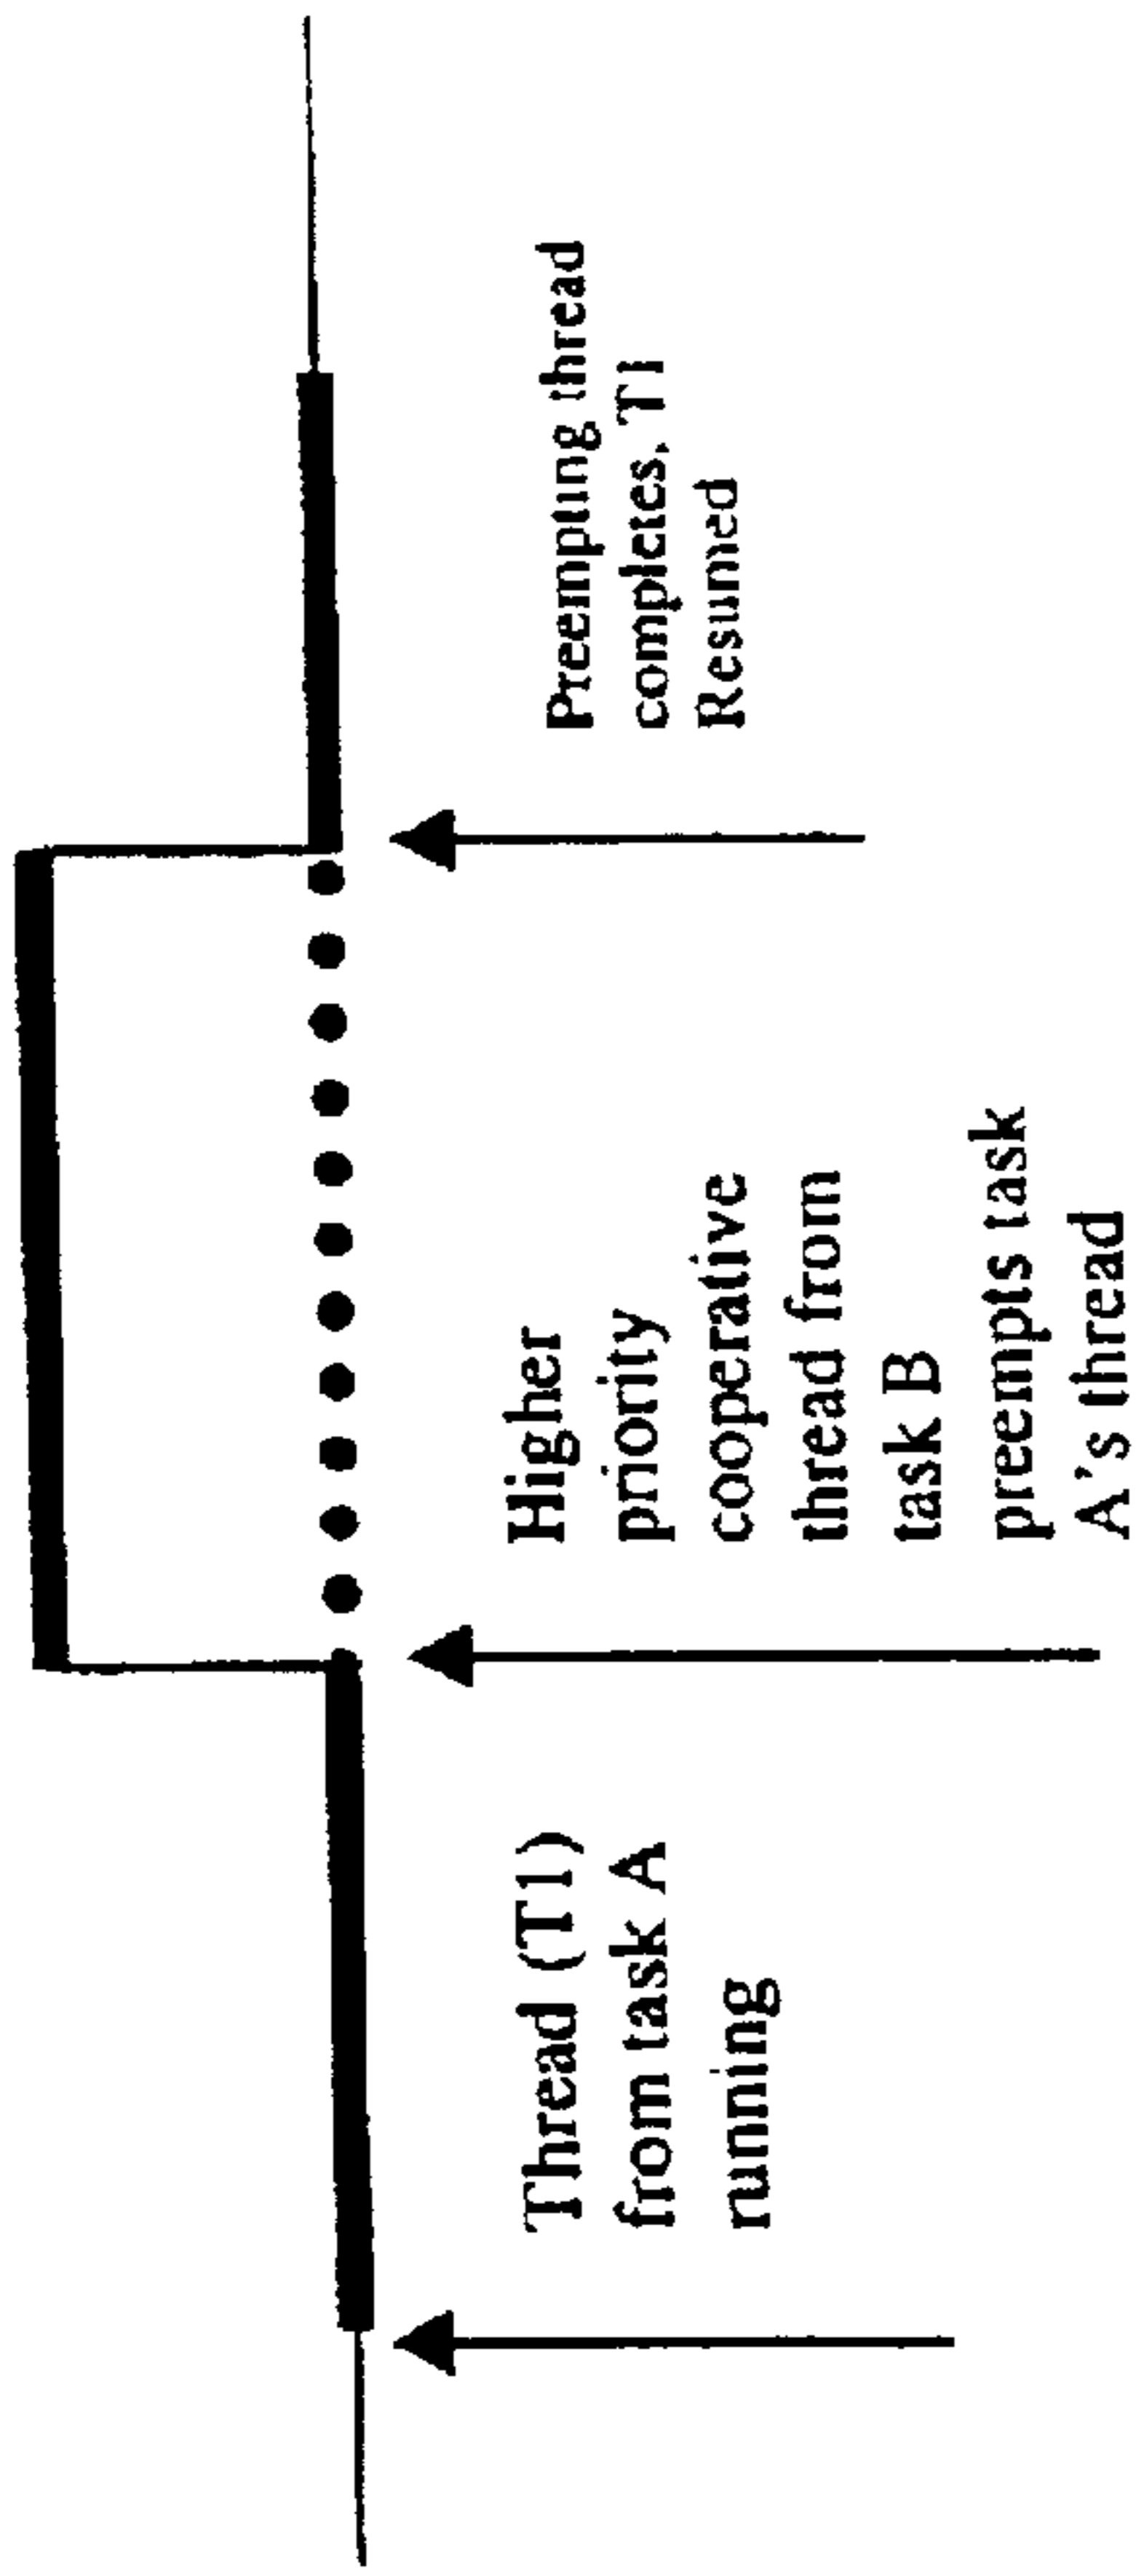 Thread (T1)
from task A
running
Higher
priority
cooperative
thread from
task B
preempts task
A's thread
Preempting thread
completes, T1
Resumed